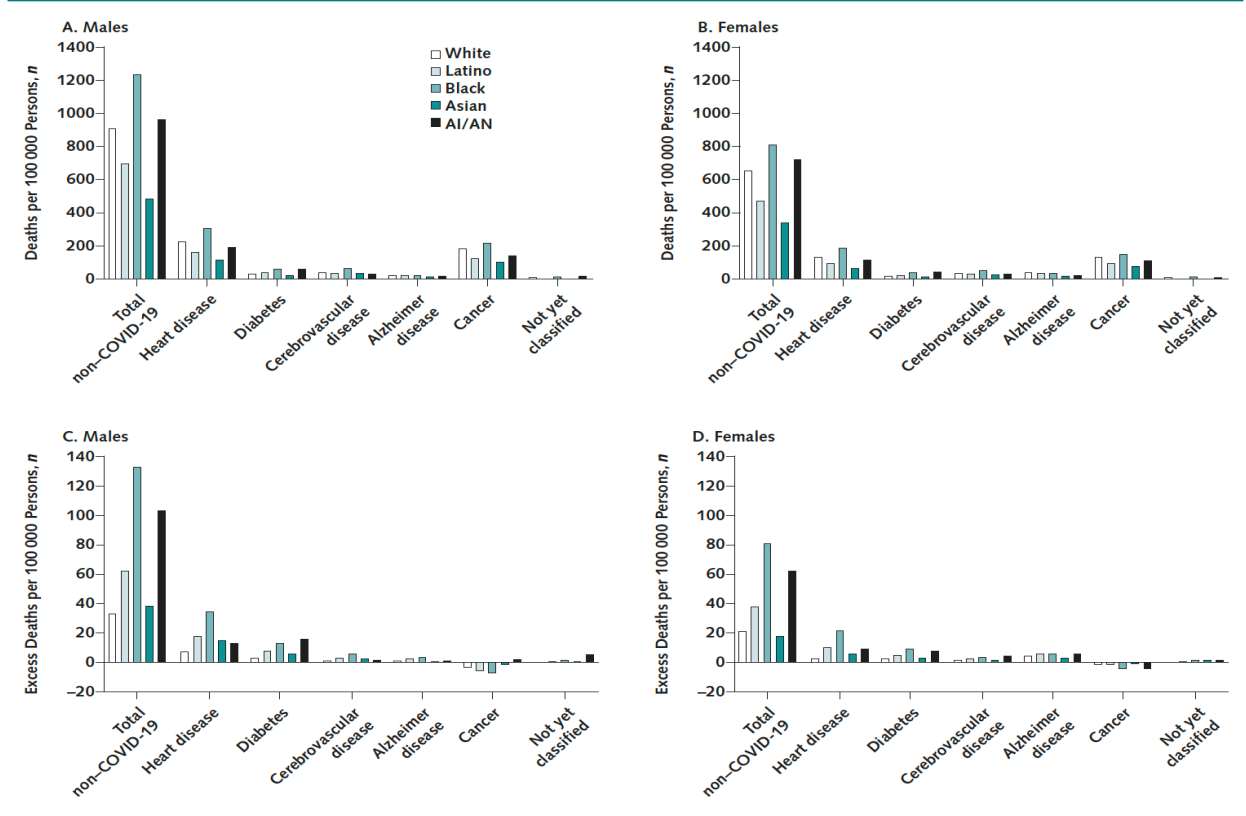 A. Males
1400
1200
1000
800
600
400
200
0
Deaths per 100 000 Persons, n
White
Latino
Black
Asian
AI/AN
Total
non–COVID-19
Heart disease
Diabetes
Cerebrovascular
disease
Alzheimer
disease
Cancer
Not yet
classified
B. Females
1400
1200
1000
800
600
400
200
0
Deaths per 100 000 Persons, n
Total
non–COVID-19
Heart disease
Diabetes
Cerebrovascular
disease
Alzheimer
disease
Cancer
Not yet
classified
C. Males
140
120
100
80
60
40
20
0
–20
Excess Deaths per 100 000 Persons, n
Total
non–COVID-19
Heart disease
Diabetes
Cerebrovascular
disease
Alzheimer
disease
Cancer
Not yet
classified
D. Females
140
120
100
80
60
40
20
0
–20
Excess Deaths per 100 000 Persons, n
Total
non–COVID-19
Heart disease
Diabetes
Cerebrovascular
disease
Alzheimer
disease
Cancer
Not yet
classified